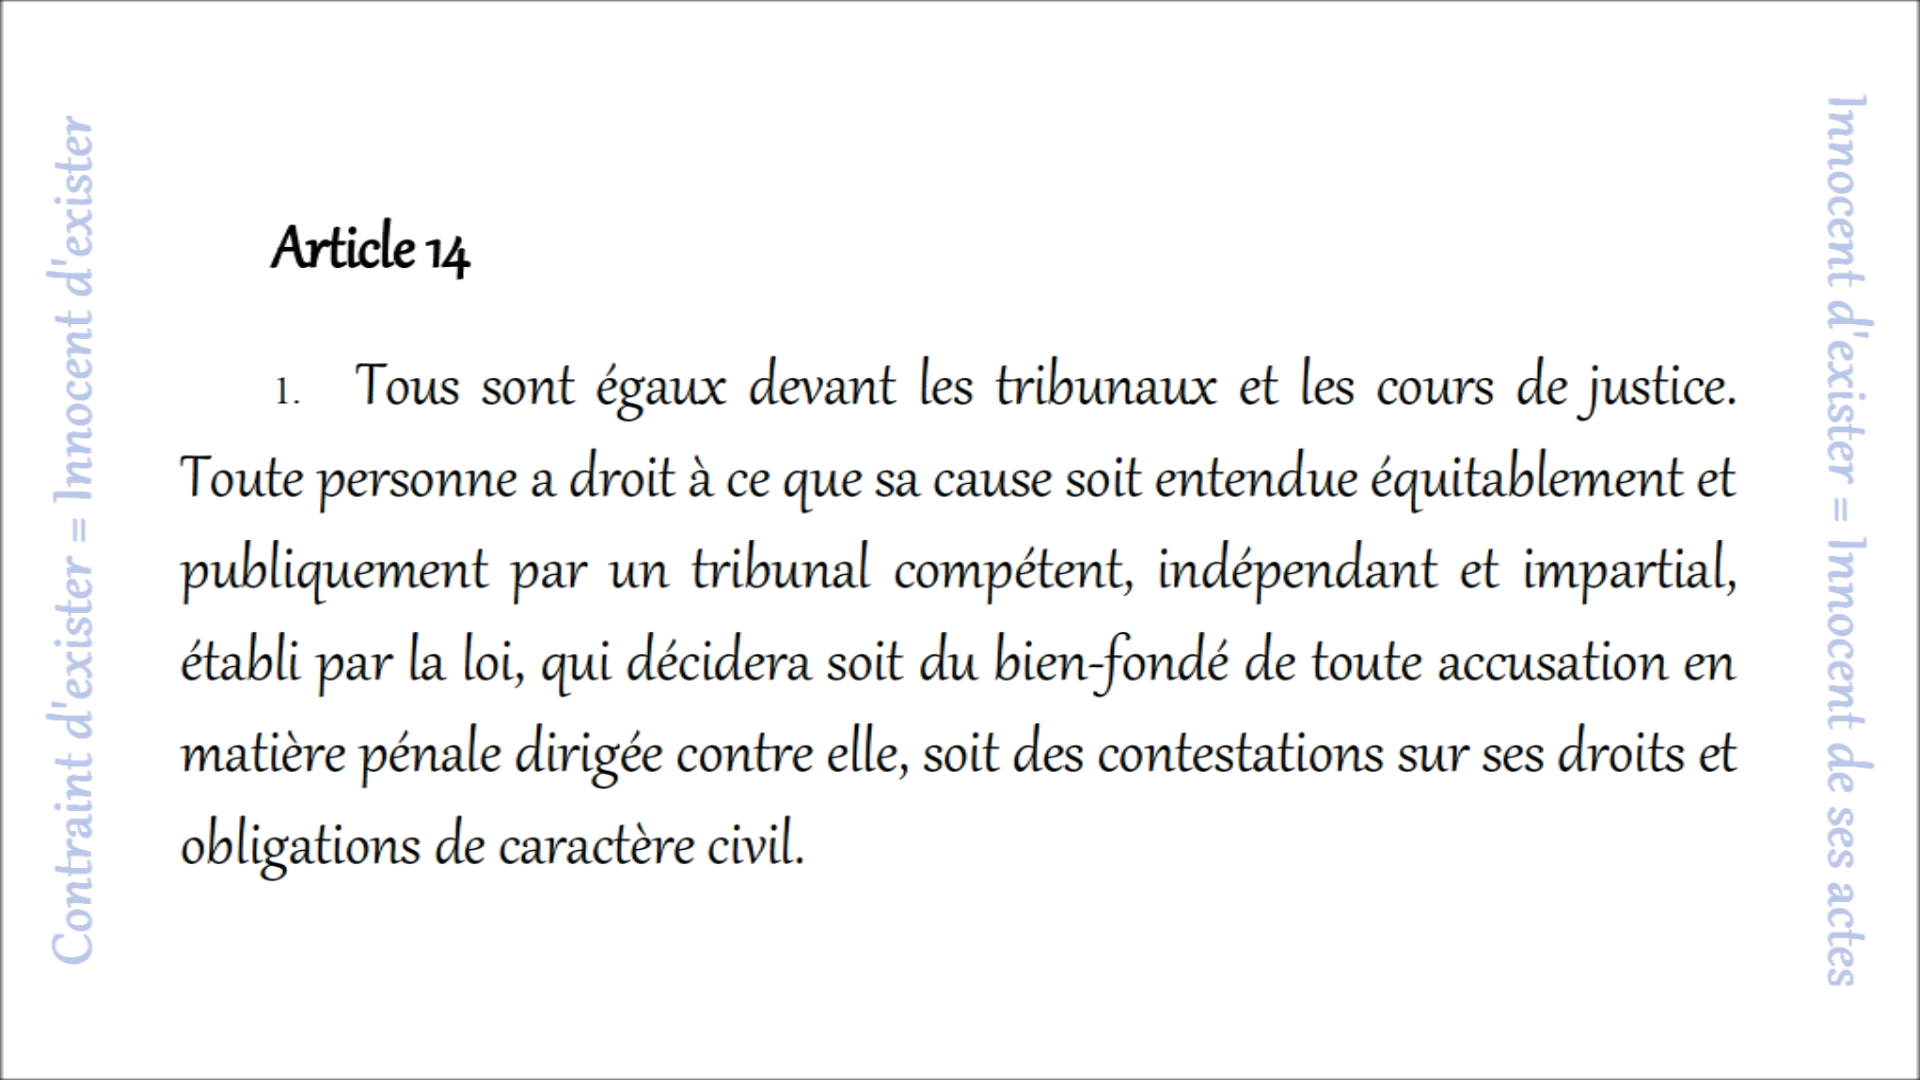 Contraint d'exister = Innocent d'exister
Article 14
1. Tous sont égaux devant les tribunaux et les cours de justice.
Toute personne a droit à ce que sa cause soit entendue équitablement et
publiquement par un tribunal compétent, indépendant et impartial,
établi par la loi, qui décidera soit du bien-fondé de toute accusation en
matière pénale dirigée contre elle, soit des contestations sur ses droits et
obligations de caractère civil.
Innocent d'exister = Innocent de ses actes